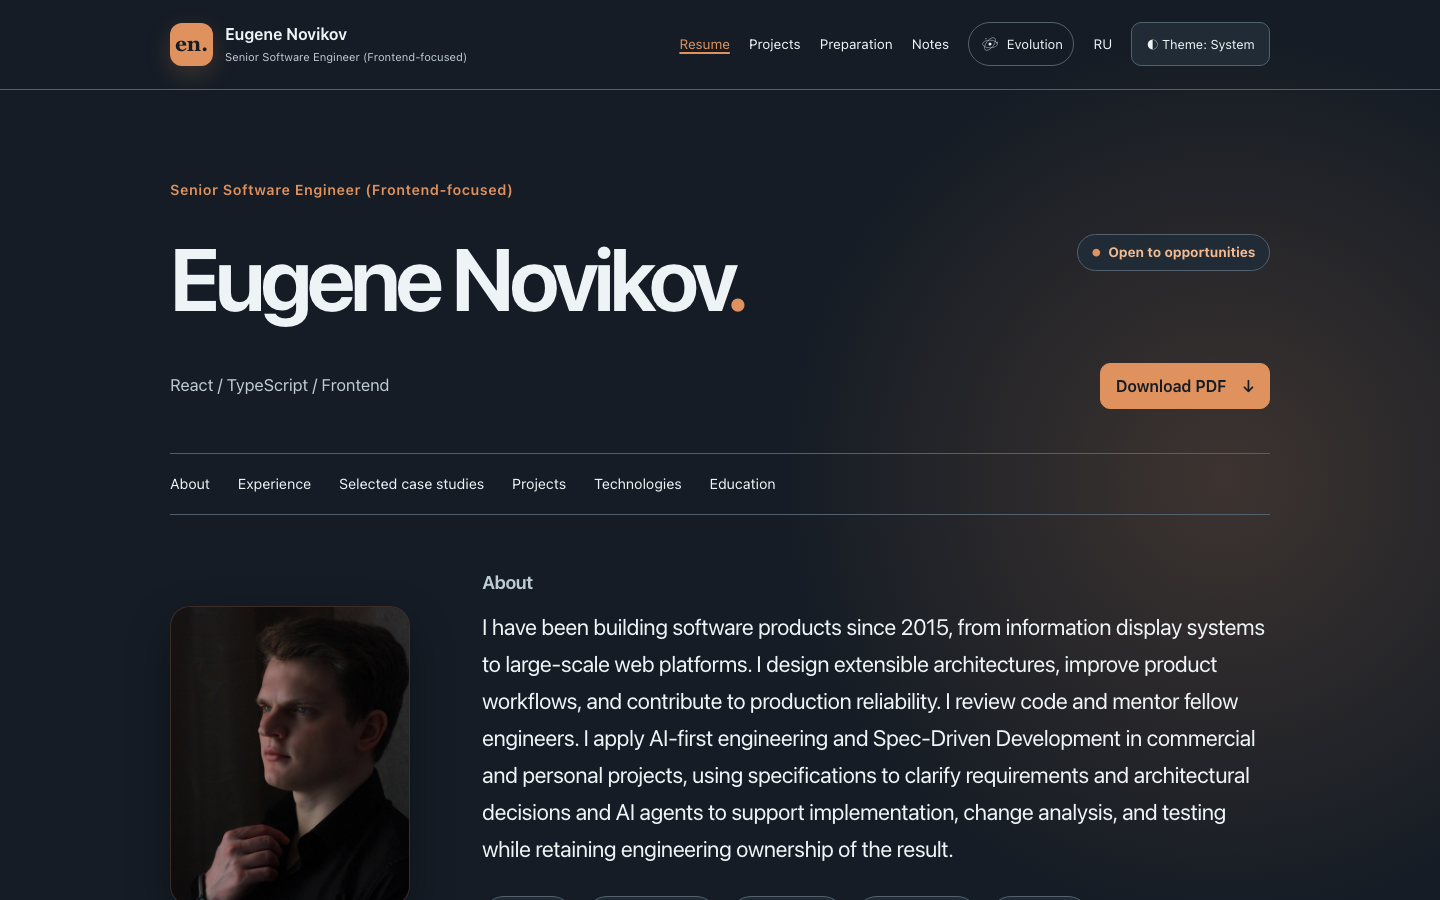 en.
Eugene Novikov
Senior Software Engineer (Frontend-focused)
Resume Projects Preparation Notes Evolution RU Theme: System
Senior Software Engineer (Frontend-focused)
Eugene Novikov.
Open to opportunities
React / TypeScript / Frontend
Download PDF ↓
About Experience Selected case studies Projects Technologies Education
About
I have been building software products since 2015, from information display systems
to large-scale web platforms. I design extensible architectures, improve product
workflows, and contribute to production reliability. I review code and mentor fellow
engineers. I apply AI-first engineering and Spec-Driven Development in commercial
and personal projects, using specifications to clarify requirements and architectural
decisions and AI agents to support implementation, change analysis, and testing
while retaining engineering ownership of the result.